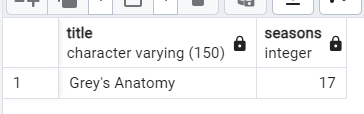 title seasons
character varying (150) integer
1 Grey's Anatomy 17